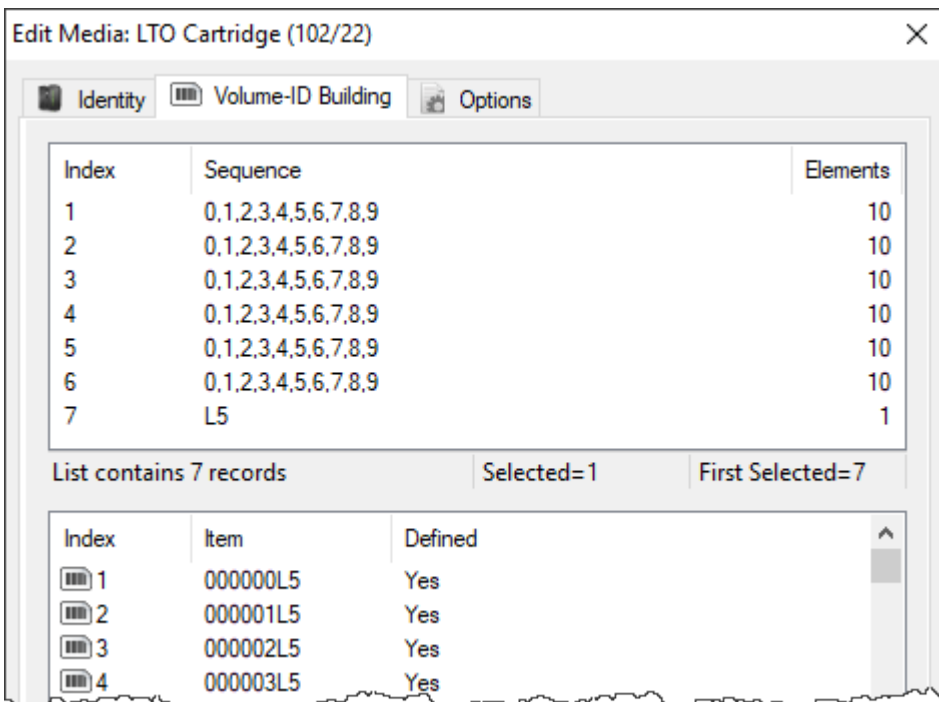 Edit Media: LTO Cartridge (102/22)
Identity Volume-ID Building Options
Index Sequence Elements
1 0,1,2,3,4,5,6,7,8,9 10
2 0,1,2,3,4,5,6,7,8,9 10
3 0,1,2,3,4,5,6,7,8,9 10
4 0,1,2,3,4,5,6,7,8,9 10
5 0,1,2,3,4,5,6,7,8,9 10
6 0,1,2,3,4,5,6,7,8,9 10
7 L5 1
List contains 7 records Selected=1 First Selected=7
Index Item Defined
1 000000L5 Yes
2 000001L5 Yes
3 000002L5 Yes
4 000003L5 Yes